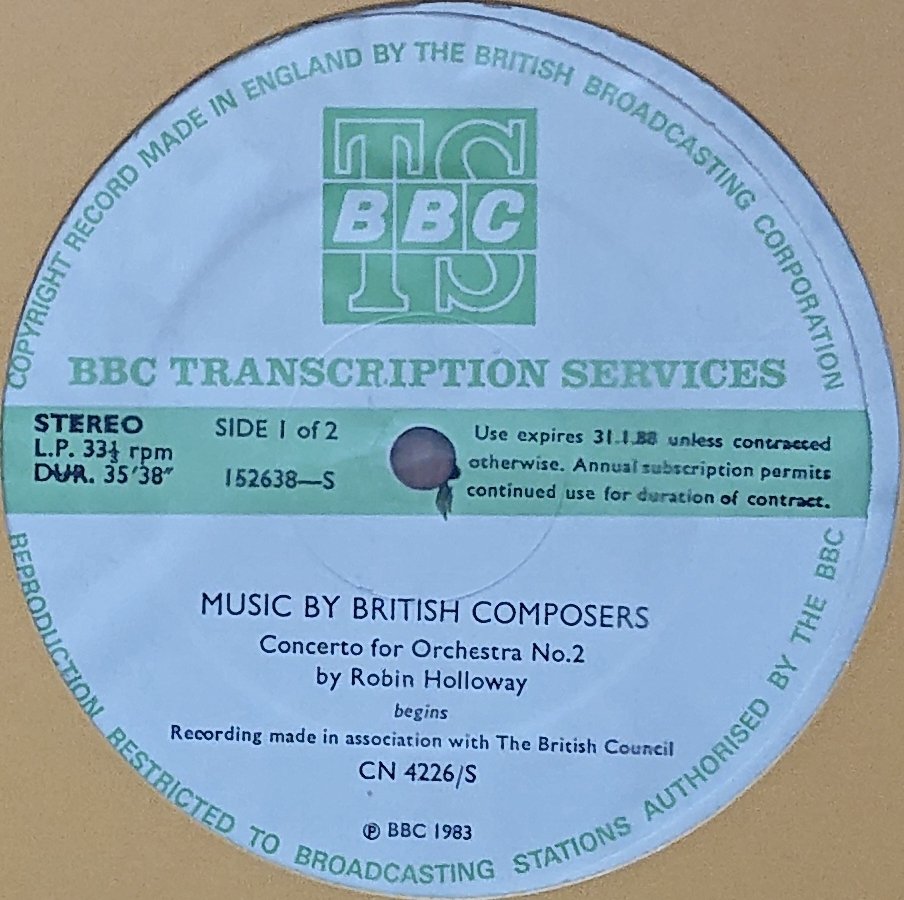 COPYRIGHT RECORD MADE IN ENGLAND BY THE BRITISH BROADCASTING CORPORATION
TS
BBC
BBC TRANSCRIPTION SERVICES
STEREO
L.P. 33⅓ rpm
DUR. 35'38"
SIDE 1 of 2
152638—S
Use expires 31.1.88 unless contracted
otherwise. Annual subscription permits
continued use for duration of contract.
MUSIC BY BRITISH COMPOSERS
Concerto for Orchestra No.2
by Robin Holloway
begins
Recording made in association with The British Council
CN 4226/S
℗ BBC 1983
REPRODUCTION RESTRICTED TO BROADCASTING STATIONS AUTHORISED BY THE BBC